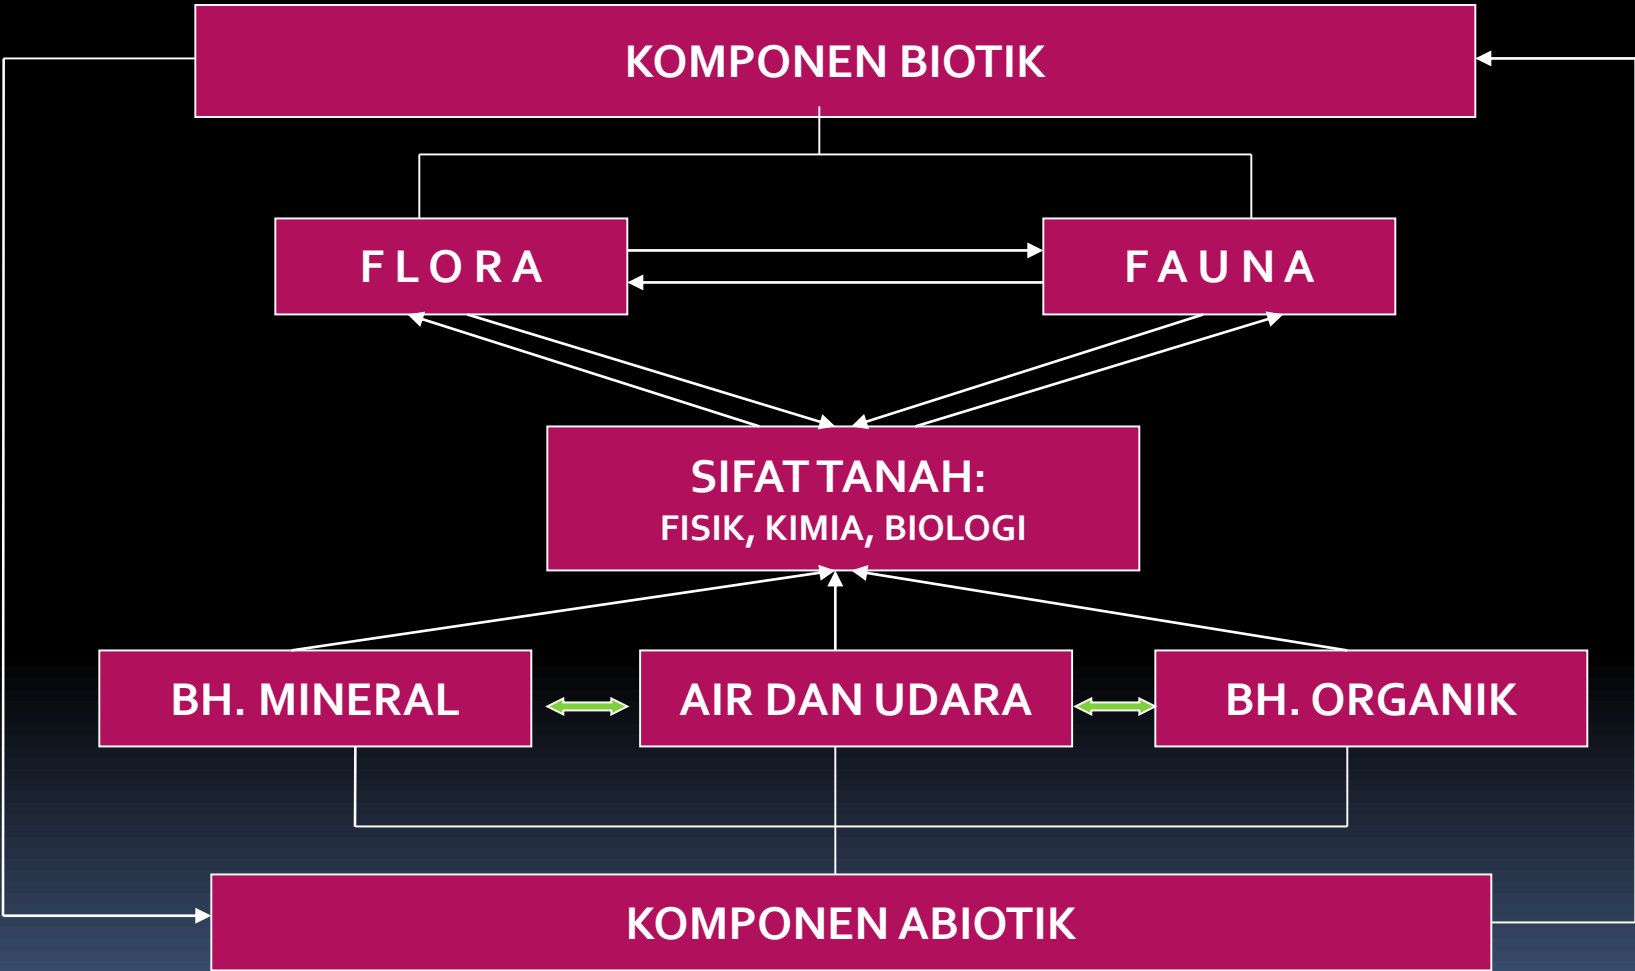 KOMPONEN BIOTIK
F L O R A
F A U N A
SIFAT TANAH:
FISIK, KIMIA, BIOLOGI
BH. MINERAL
AIR DAN UDARA
BH. ORGANIK
KOMPONEN ABIOTIK